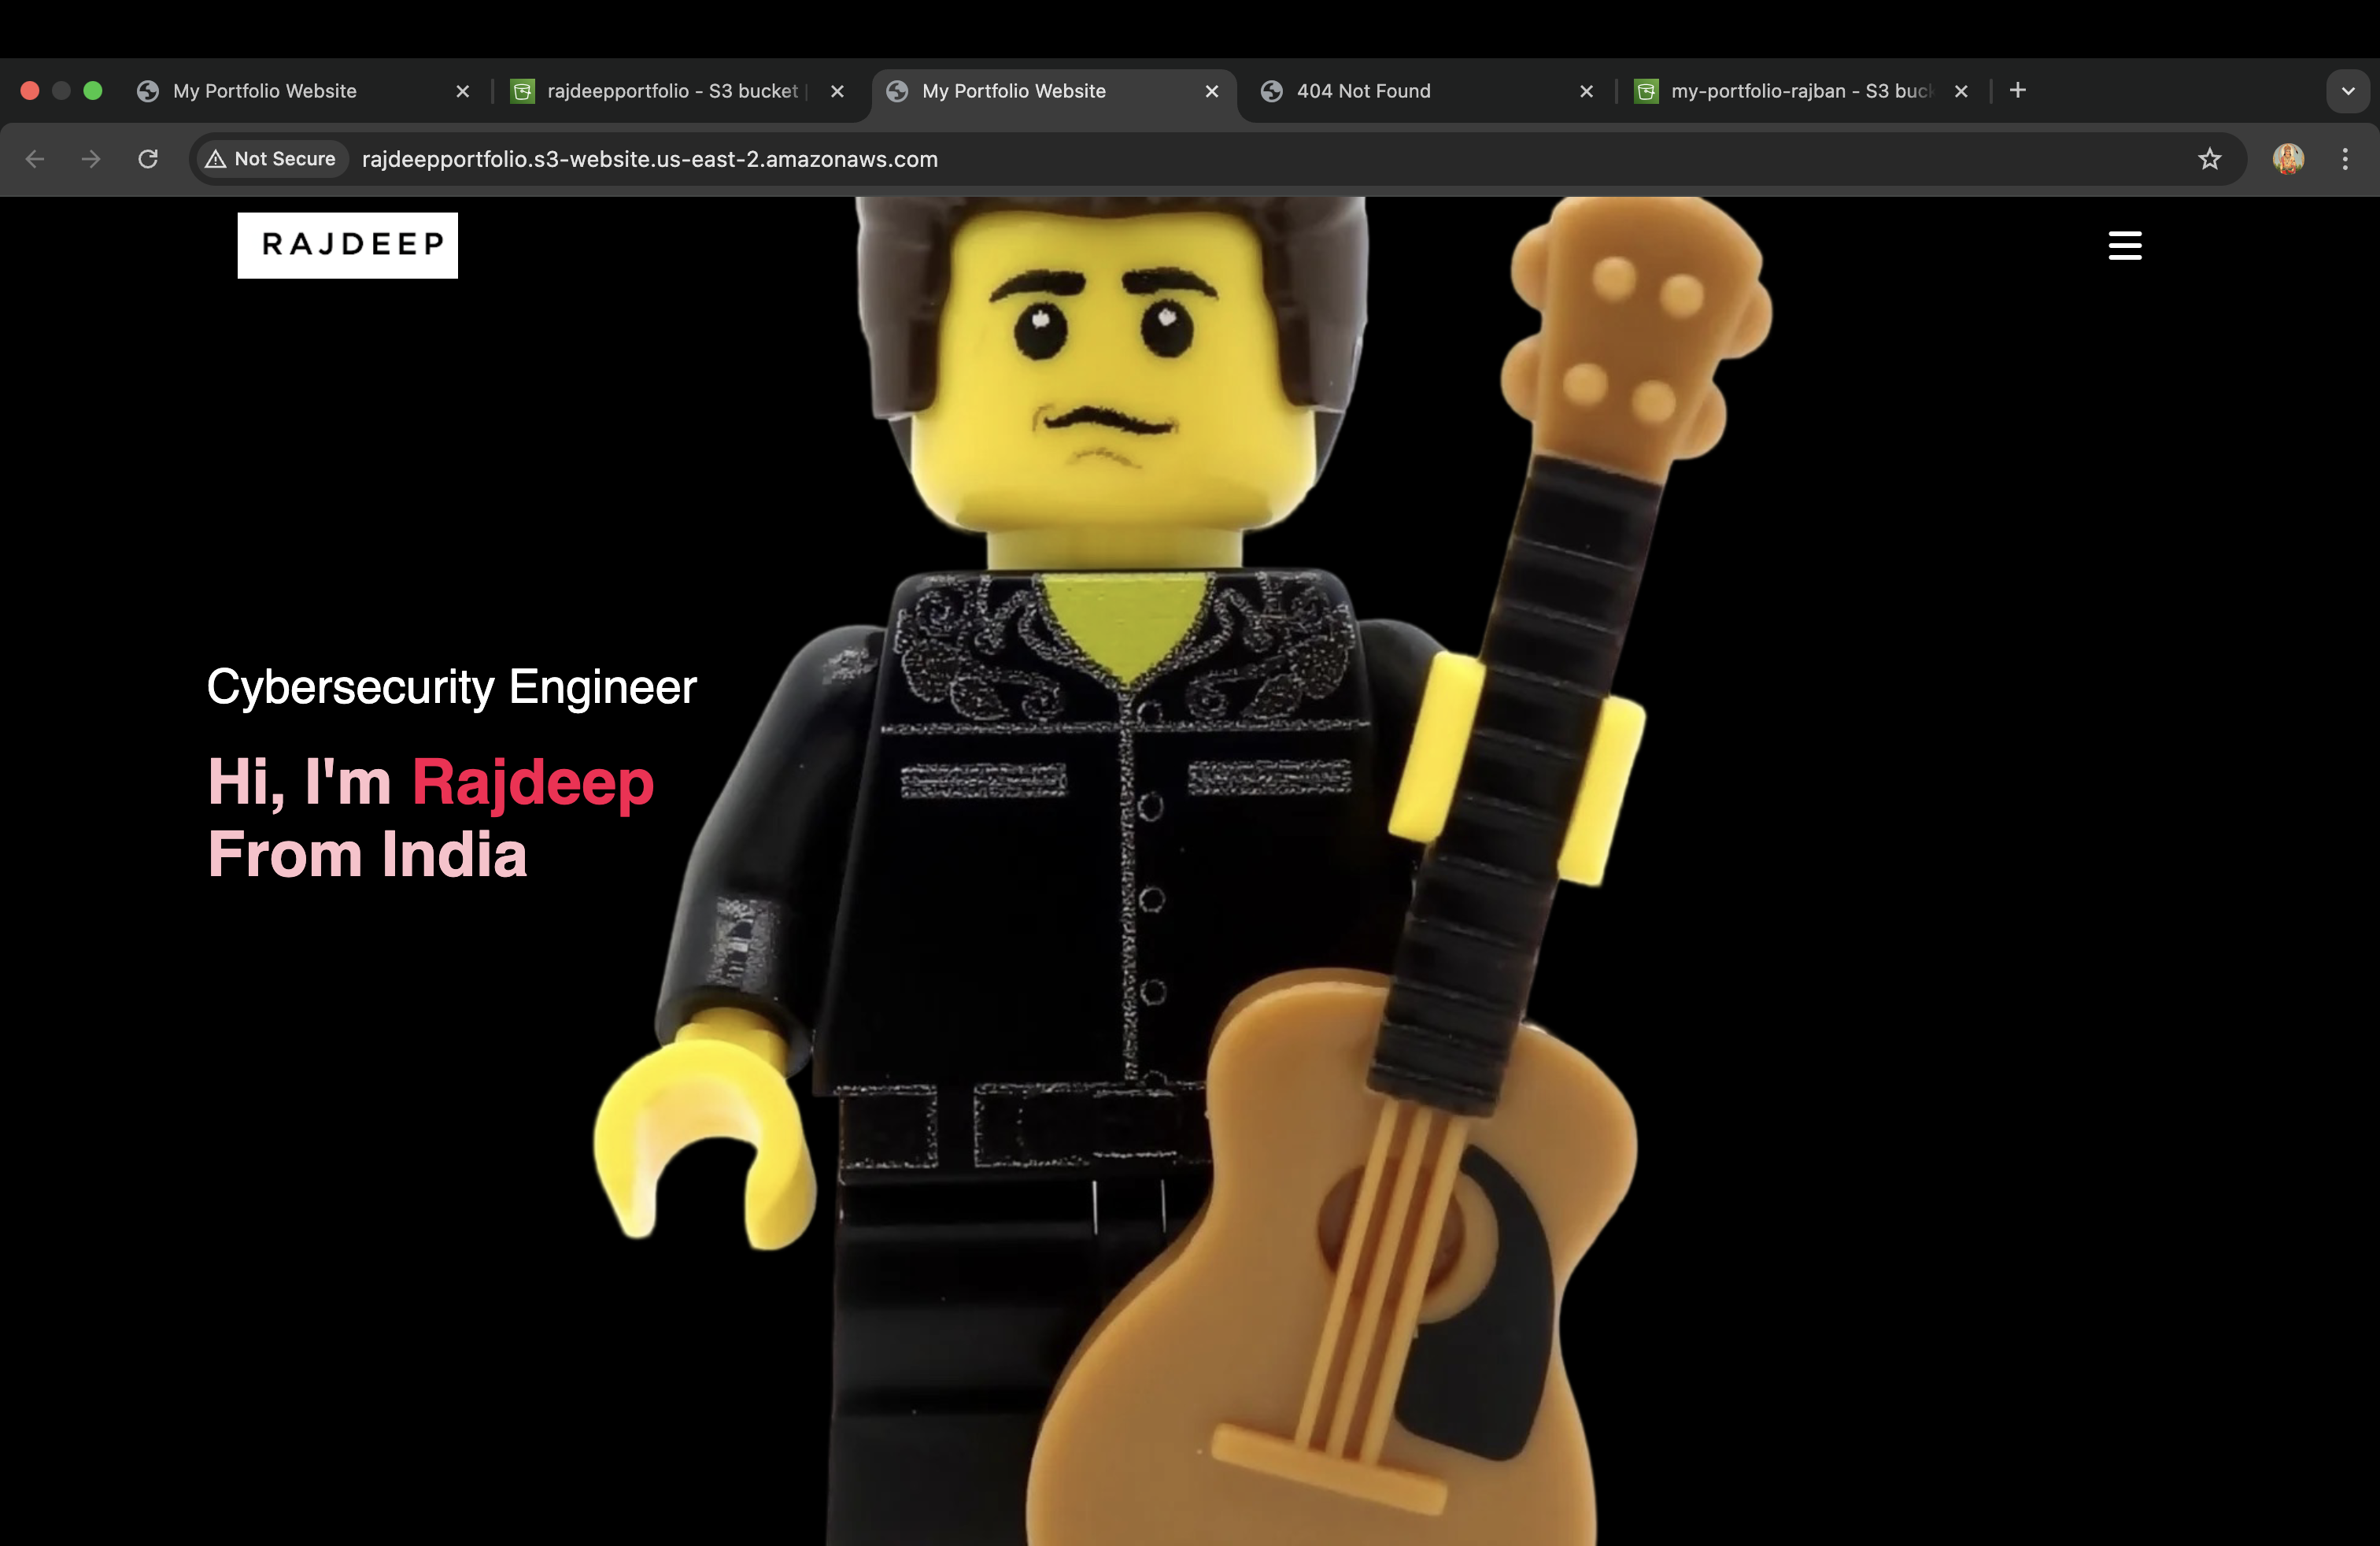 My Portfolio Website
rajdeepportfolio - S3 bucket
My Portfolio Website
404 Not Found
my-portfolio-rajban - S3 buc
Not Secure
rajdeepportfolio.s3-website.us-east-2.amazonaws.com
RAJDEEP
Cybersecurity Engineer
Hi, I'm Rajdeep
From India